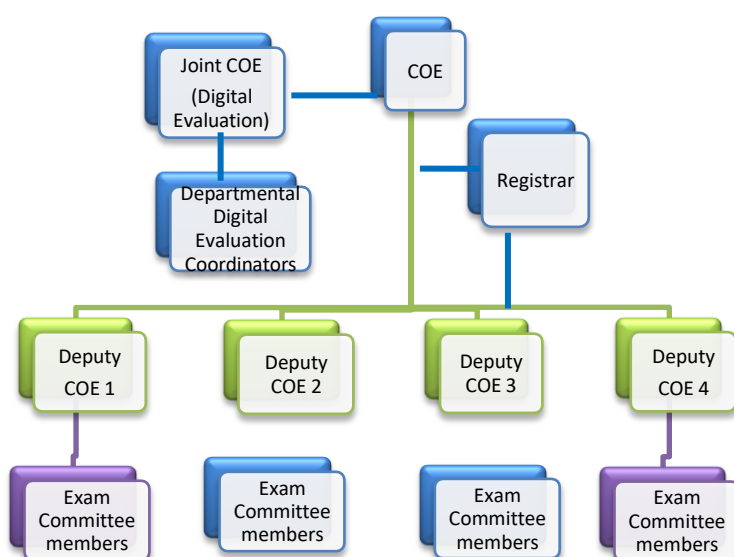 Joint COE
(Digital
Evaluation)
COE
Registrar
Departmental
Digital
Evaluation
Coordinators
Deputy
COE 1
Deputy
COE 2
Deputy
COE 3
Deputy
COE 4
Exam
Committee
members
Exam
Committee
members
Exam
Committee
members
Exam
Committee
members